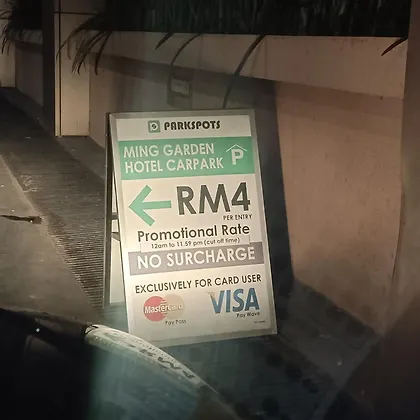 PARKSPOTS
MING GARDEN
HOTEL CARPARK P
RM4
PER ENTRY
Promotional Rate
12am to 11.59 pm (cut off time)
NO SURCHARGE
EXCLUSIVELY FOR CARD USER
MasterCard VISA
Pay Pass Pay Wave